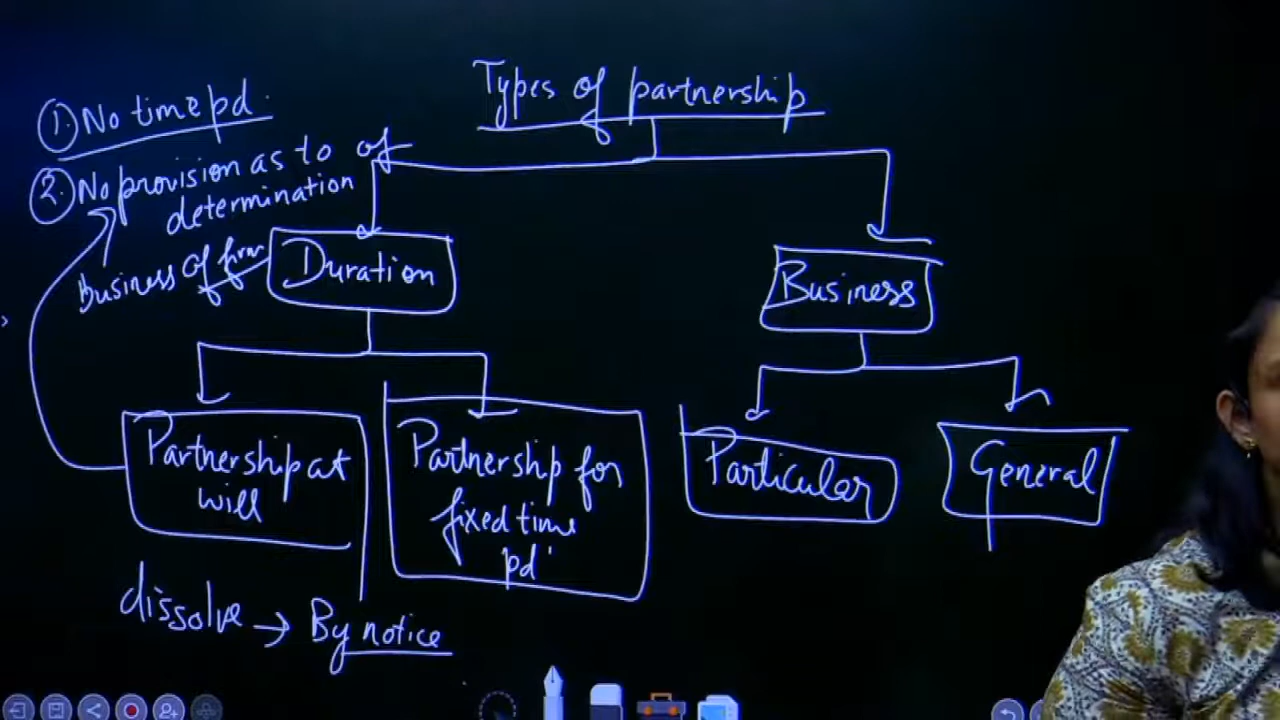 Types of partnership
① No time pd.
② No provision as to of
determination
Business of firm
Duration
Business
Partnership at
will
Partnership for
fixed time
pd'
Particular
General
dissolve → By notice